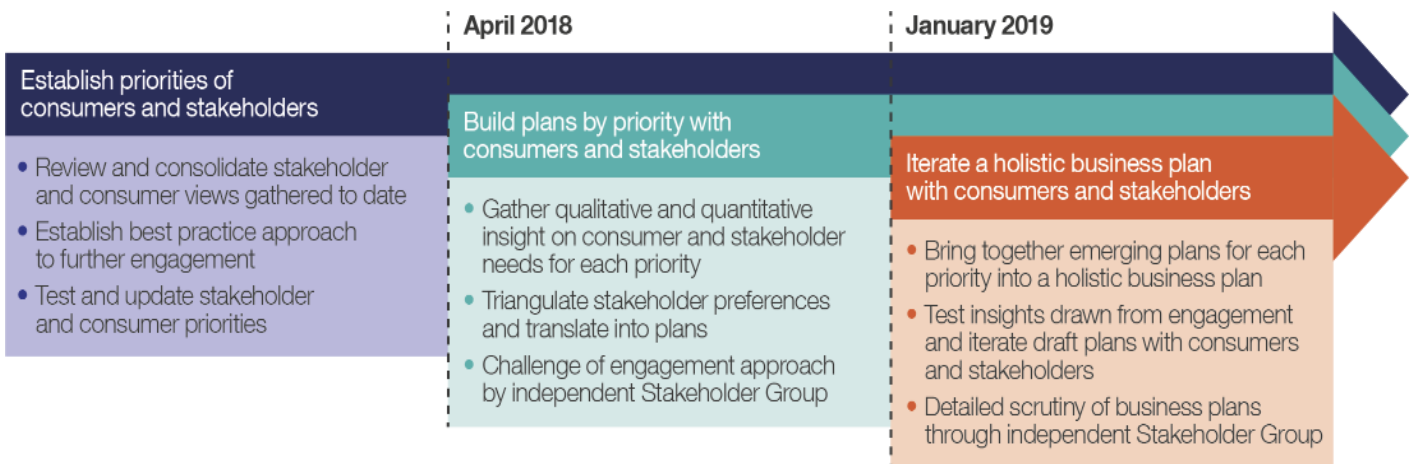 April 2018
January 2019
Establish priorities of
consumers and stakeholders
• Review and consolidate stakeholder
and consumer views gathered to date
• Establish best practice approach
to further engagement
• Test and update stakeholder
and consumer priorities
Build plans by priority with
consumers and stakeholders
• Gather qualitative and quantitative
insight on consumer and stakeholder
needs for each priority
• Triangulate stakeholder preferences
and translate into plans
• Challenge of engagement approach
by independent Stakeholder Group
Iterate a holistic business plan
with consumers and stakeholders
• Bring together emerging plans for each
priority into a holistic business plan
• Test insights drawn from engagement
and iterate draft plans with consumers
and stakeholders
• Detailed scrutiny of business plans
through independent Stakeholder Group